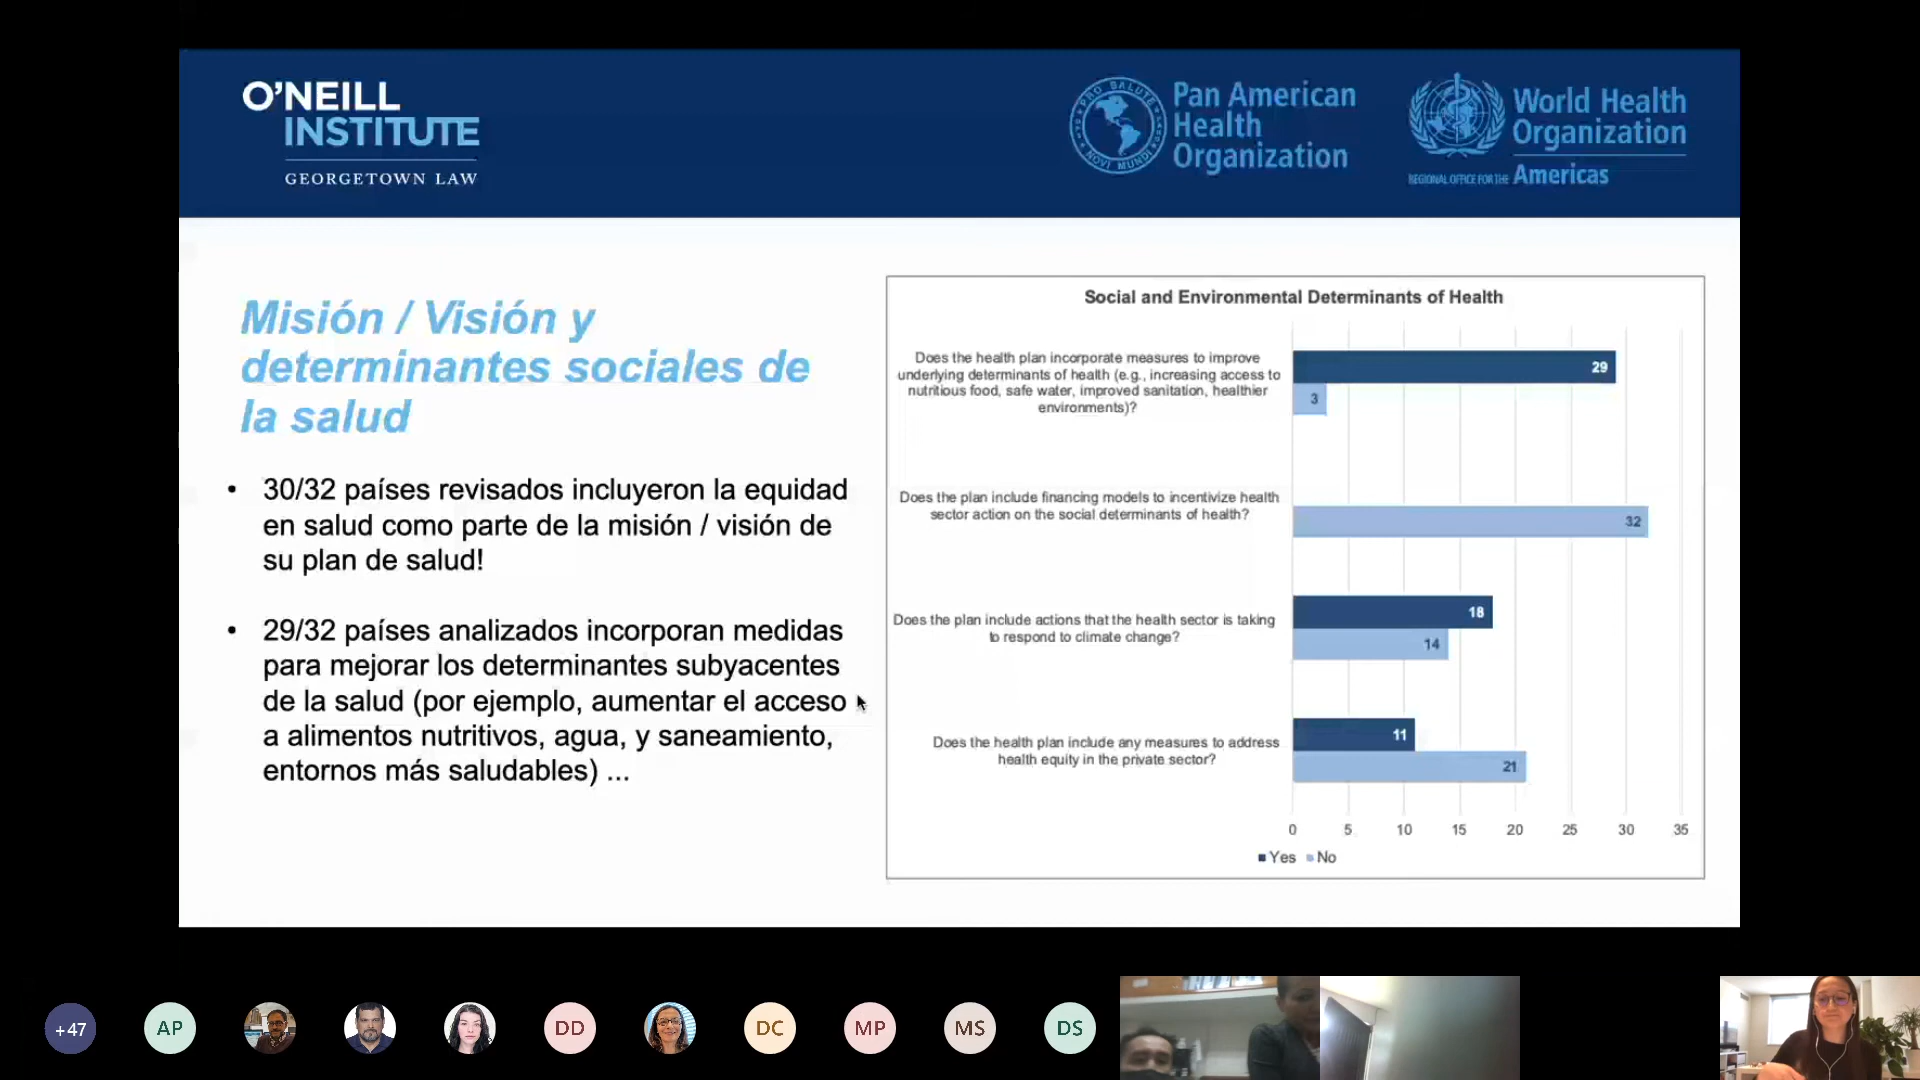 O'NEILL
INSTITUTE
GEORGETOWN LAW
PRO SALUTE
NOVI MUNDI
Pan American
Health
Organization
World Health
Organization
REGIONAL OFFICE FOR THE Americas
Misión / Visión y
determinantes sociales de
la salud
• 30/32 países revisados incluyeron la equidad
en salud como parte de la misión / visión de
su plan de salud!
• 29/32 países analizados incorporan medidas
para mejorar los determinantes subyacentes
de la salud (por ejemplo, aumentar el acceso
a alimentos nutritivos, agua, y saneamiento,
entornos más saludables) ...
Social and Environmental Determinants of Health
Does the health plan incorporate measures to improve
underlying determinants of health (e.g., increasing access to
nutritious food, safe water, improved sanitation, healthier
environments)?
29
3
Does the plan include financing models to incentivize health
sector action on the social determinants of health?
32
Does the plan include actions that the health sector is taking
to respond to climate change?
18
14
Does the health plan include any measures to address
health equity in the private sector?
11
21
0 5 10 15 20 25 30 35
Yes No
+47 AP DD DC MP MS DS